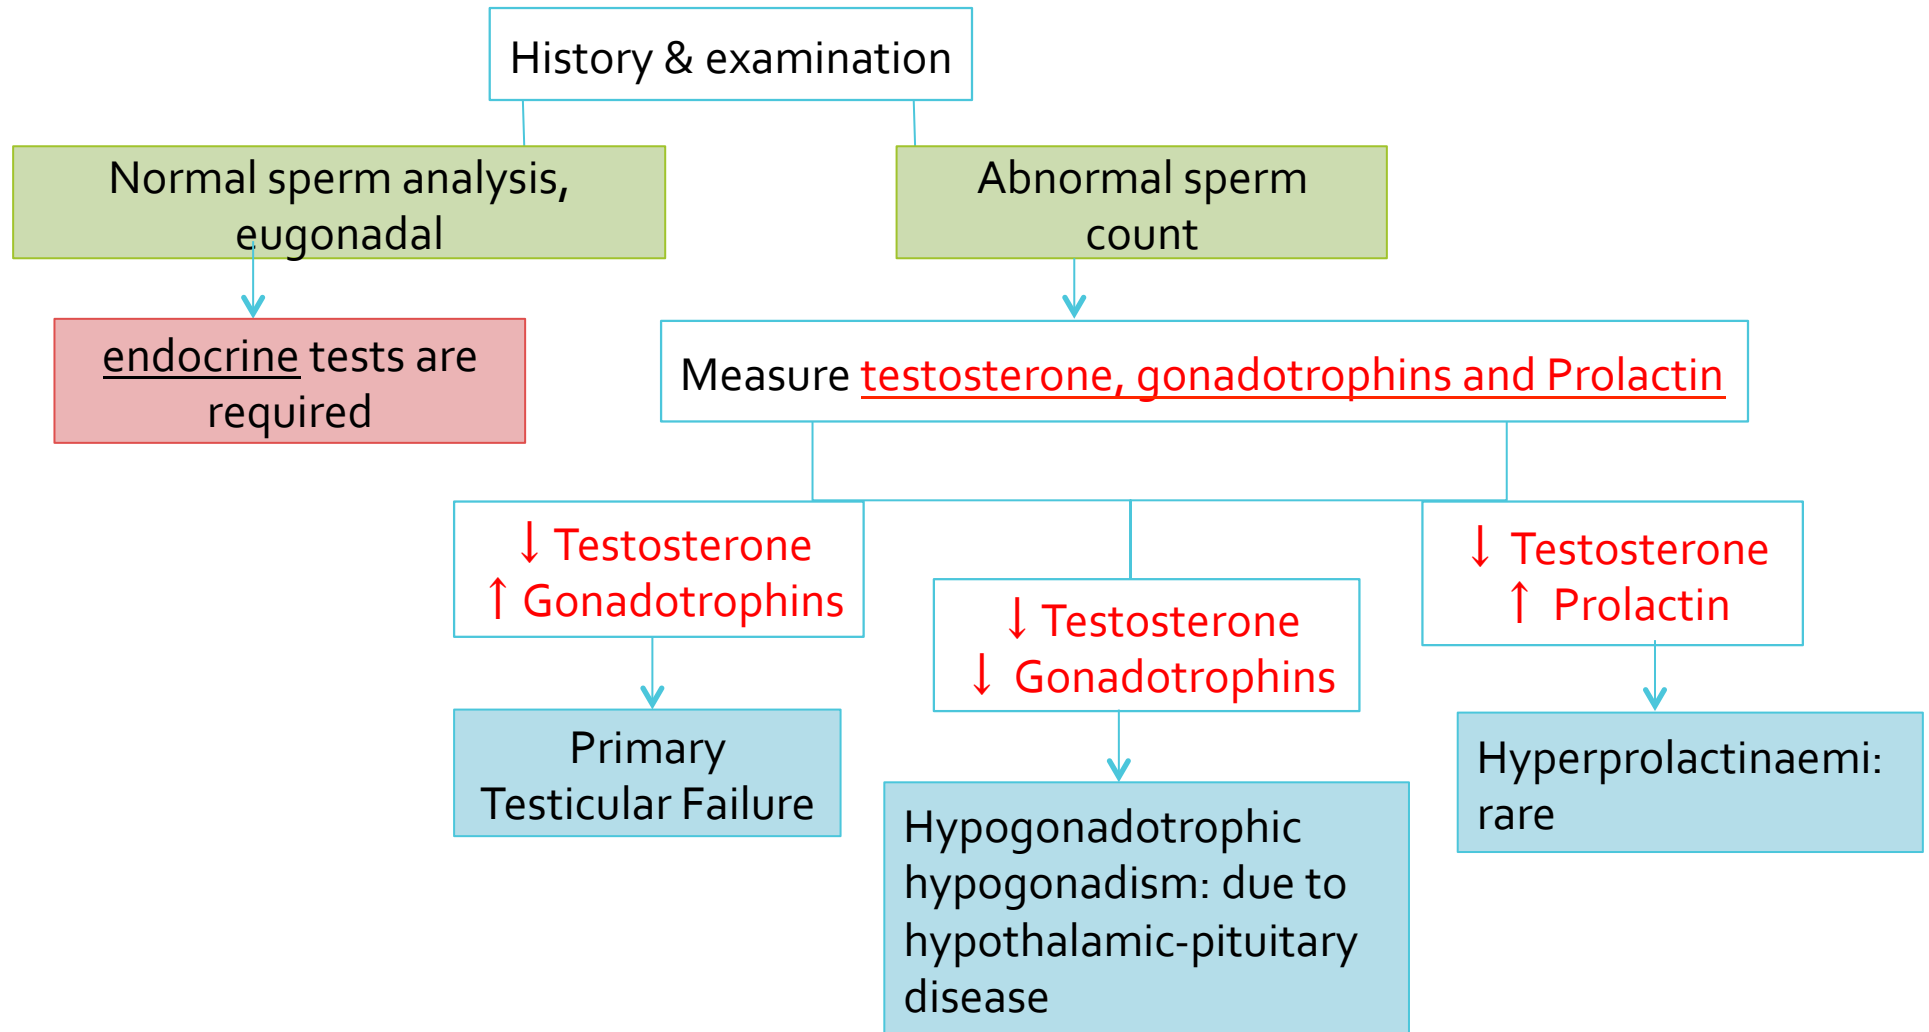 History & examination
Normal sperm analysis,
eugonadal
Abnormal sperm
count
endocrine tests are
required
Measure testosterone, gonadotrophins and Prolactin
↓ Testosterone
↑ Gonadotrophins
↓ Testosterone
↓ Gonadotrophins
↓ Testosterone
↑ Prolactin
Primary
Testicular Failure
Hypogonadotrophic
hypogonadism: due to
hypothalamic-pituitary
disease
Hyperprolactinaemi:
rare